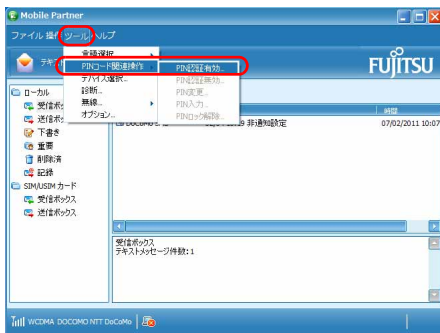 Mobile Partner
ファイル 操作 ツール ヘルプ
言語選択
PINコード関連操作
デバイス選択...
診断...
無線...
オプション...
PIN認証有効...
PIN認証無効...
PIN変更...
PIN入力...
PINロック解除...
FUJITSU
ローカル
受信ボックス
送信ボックス
下書き
重要
削除済
記録
SIM/USIM カード
受信ボックス
送信ボックス
時間
非通知設定
07/02/2011 10:07
受信ボックス
テキストメッセージ件数: 1
WCDMA DOCOMO NTT DoCoMo